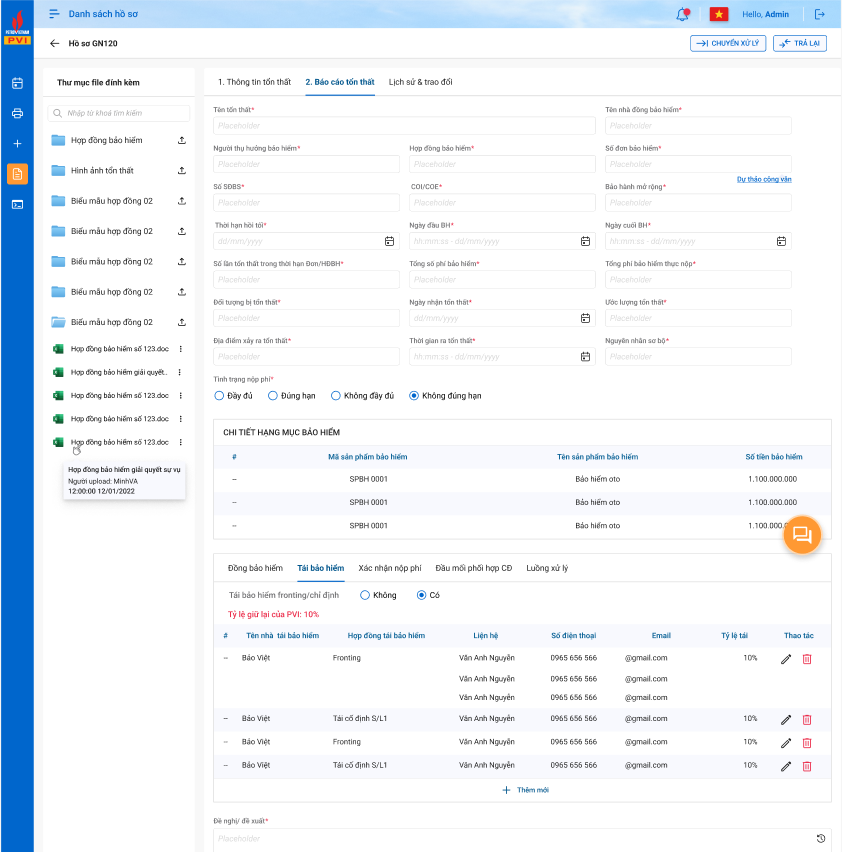 PETROVIETNAM
PVI
Danh sách hồ sơ
Hello, Admin
Hồ sơ GN120
CHUYỂN XỬ LÝ
TRẢ LẠI
Thư mục file đính kèm
Nhập từ khoá tìm kiếm
Hợp đồng bảo hiểm
Hình ảnh tổn thất
Biểu mẫu hợp đồng 02
Biểu mẫu hợp đồng 02
Biểu mẫu hợp đồng 02
Biểu mẫu hợp đồng 02
Biểu mẫu hợp đồng 02
Hợp đồng bảo hiểm số 123.doc
Hợp đồng bảo hiểm giải quyết..
Hợp đồng bảo hiểm số 123.doc
Hợp đồng bảo hiểm số 123.doc
Hợp đồng bảo hiểm số 123.doc
Hợp đồng bảo hiểm giải quyết sự vụ
Người upload: MinhVA
12:00:00 12/01/2022
1. Thông tin tổn thất 2. Báo cáo tổn thất Lịch sử & trao đổi
Tên tổn thất* Tên nhà đồng bảo hiểm*
Placeholder Placeholder
Người thụ hưởng bảo hiểm* Hợp đồng bảo hiểm* Số đơn bảo hiểm*
Placeholder Placeholder Placeholder
Dự thảo công văn
Số SĐBS* COI/COE* Bảo hành mở rộng*
Placeholder Placeholder Placeholder
Thời hạn hồi tố* Ngày đầu BH* Ngày cuối BH*
dd/mm/yyyy hh:mm:ss - dd/mm/yyyy hh:mm:ss - dd/mm/yyyy
Số lần tổn thất trong thời hạn Đơn/HĐBH* Tổng số phí bảo hiểm* Tổng phí bảo hiểm thực nộp*
Placeholder Placeholder Placeholder
Đối tượng bị tổn thất* Ngày nhận tổn thất* Ước lượng tổn thất*
Placeholder dd/mm/yyyy Placeholder
Địa điểm xảy ra tổn thất* Thời gian ra tổn thất* Nguyên nhân sơ bộ*
Placeholder hh:mm:ss - dd/mm/yyyy Placeholder
Tình trạng nộp phí*
Đầy đủ Đúng hạn Không đầy đủ Không đúng hạn
CHI TIẾT HẠNG MỤC BẢO HIỂM
# Mã sản phẩm bảo hiểm Tên sản phẩm bảo hiểm Số tiền bảo hiểm
-- SPBH 0001 Bảo hiểm oto 1.100.000.000
-- SPBH 0001 Bảo hiểm oto 1.100.000.000
-- SPBH 0001 Bảo hiểm oto 1.100.00
Đồng bảo hiểm Tái bảo hiểm Xác nhận nộp phí Đầu mối phối hợp CĐ Luồng xử lý
Tái bảo hiểm fronting/chỉ định Không Có
Tỷ lệ giữ lại của PVI: 10%
# Tên nhà tái bảo hiểm Hợp đồng tái bảo hiểm Liện hệ Số điện thoại Email Tỷ lệ tái Thao tác
-- Bảo Việt Fronting Vân Anh Nguyễn 0965 656 566 @gmail.com 10%
Vân Anh Nguyễn 0965 656 566 @gmail.com
Vân Anh Nguyễn 0965 656 566 @gmail.com
-- Bảo Việt Tái cố định S/L1 Vân Anh Nguyễn 0965 656 566 @gmail.com 10%
-- Bảo Việt Fronting Vân Anh Nguyễn 0965 656 566 @gmail.com 10%
-- Bảo Việt Tái cố định S/L1 Vân Anh Nguyễn 0965 656 566 @gmail.com 10%
Thêm mới
Đề nghị/ đề xuất*
Placeholder